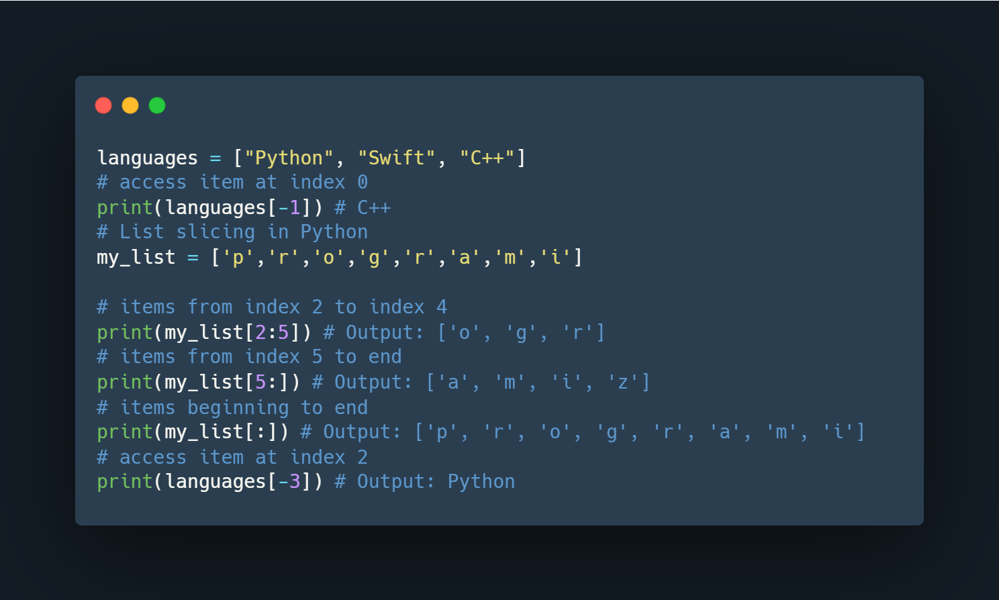 languages = ["Python", "Swift", "C++"]
# access item at index 0
print(languages[-1]) # C++
# List slicing in Python
my_list = ['p','r','o','g','r','a','m','i']
# items from index 2 to index 4
print(my_list[2:5]) # Output: ['o', 'g', 'r']
# items from index 5 to end
print(my_list[5:]) # Output: ['a', 'm', 'i', 'z']
# items beginning to end
print(my_list[:]) # Output: ['p', 'r', 'o', 'g', 'r', 'a', 'm', 'i']
# access item at index 2
print(languages[-3]) # Output: Python